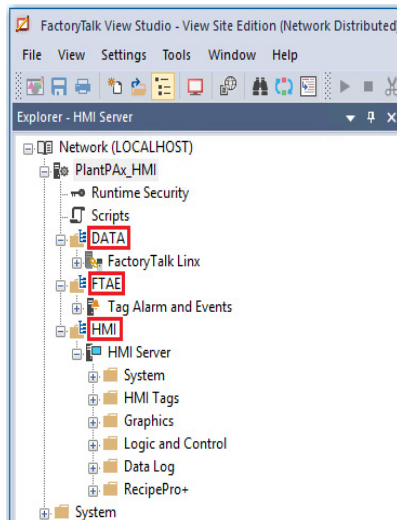 FactoryTalk View Studio - View Site Edition (Network Distributed)
File View Settings Tools Window Help
Explorer - HMI Server
Network (LOCALHOST)
PlantPAx_HMI
Runtime Security
Scripts
DATA
FactoryTalk Linx
FTAE
Tag Alarm and Events
HMI
HMI Server
System
HMI Tags
Graphics
Logic and Control
Data Log
RecipePro+
System